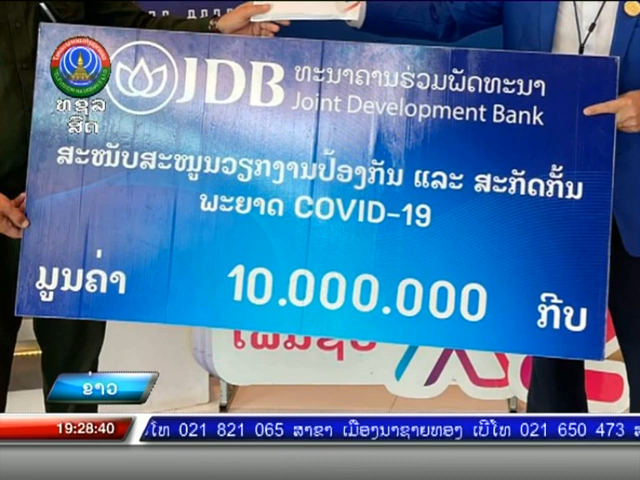 ທຊລ
ສົດ
JDB ທະນາຄານຮ່ວມພັດທະນາ
Joint Development Bank
ສະໜັບສະໜູນວຽກງານປ້ອງກັນ ແລະ ສະກັດກັ້ນ
ພະຍາດ COVID-19
ມູນຄ່າ 10.000.000 ກີບ
ຂ່າວ
19:28:40
ໂທ 021 821 065 ສາຂາ ເມືອງນາຊາຍທອງ ເບີໂທ 021 650 473